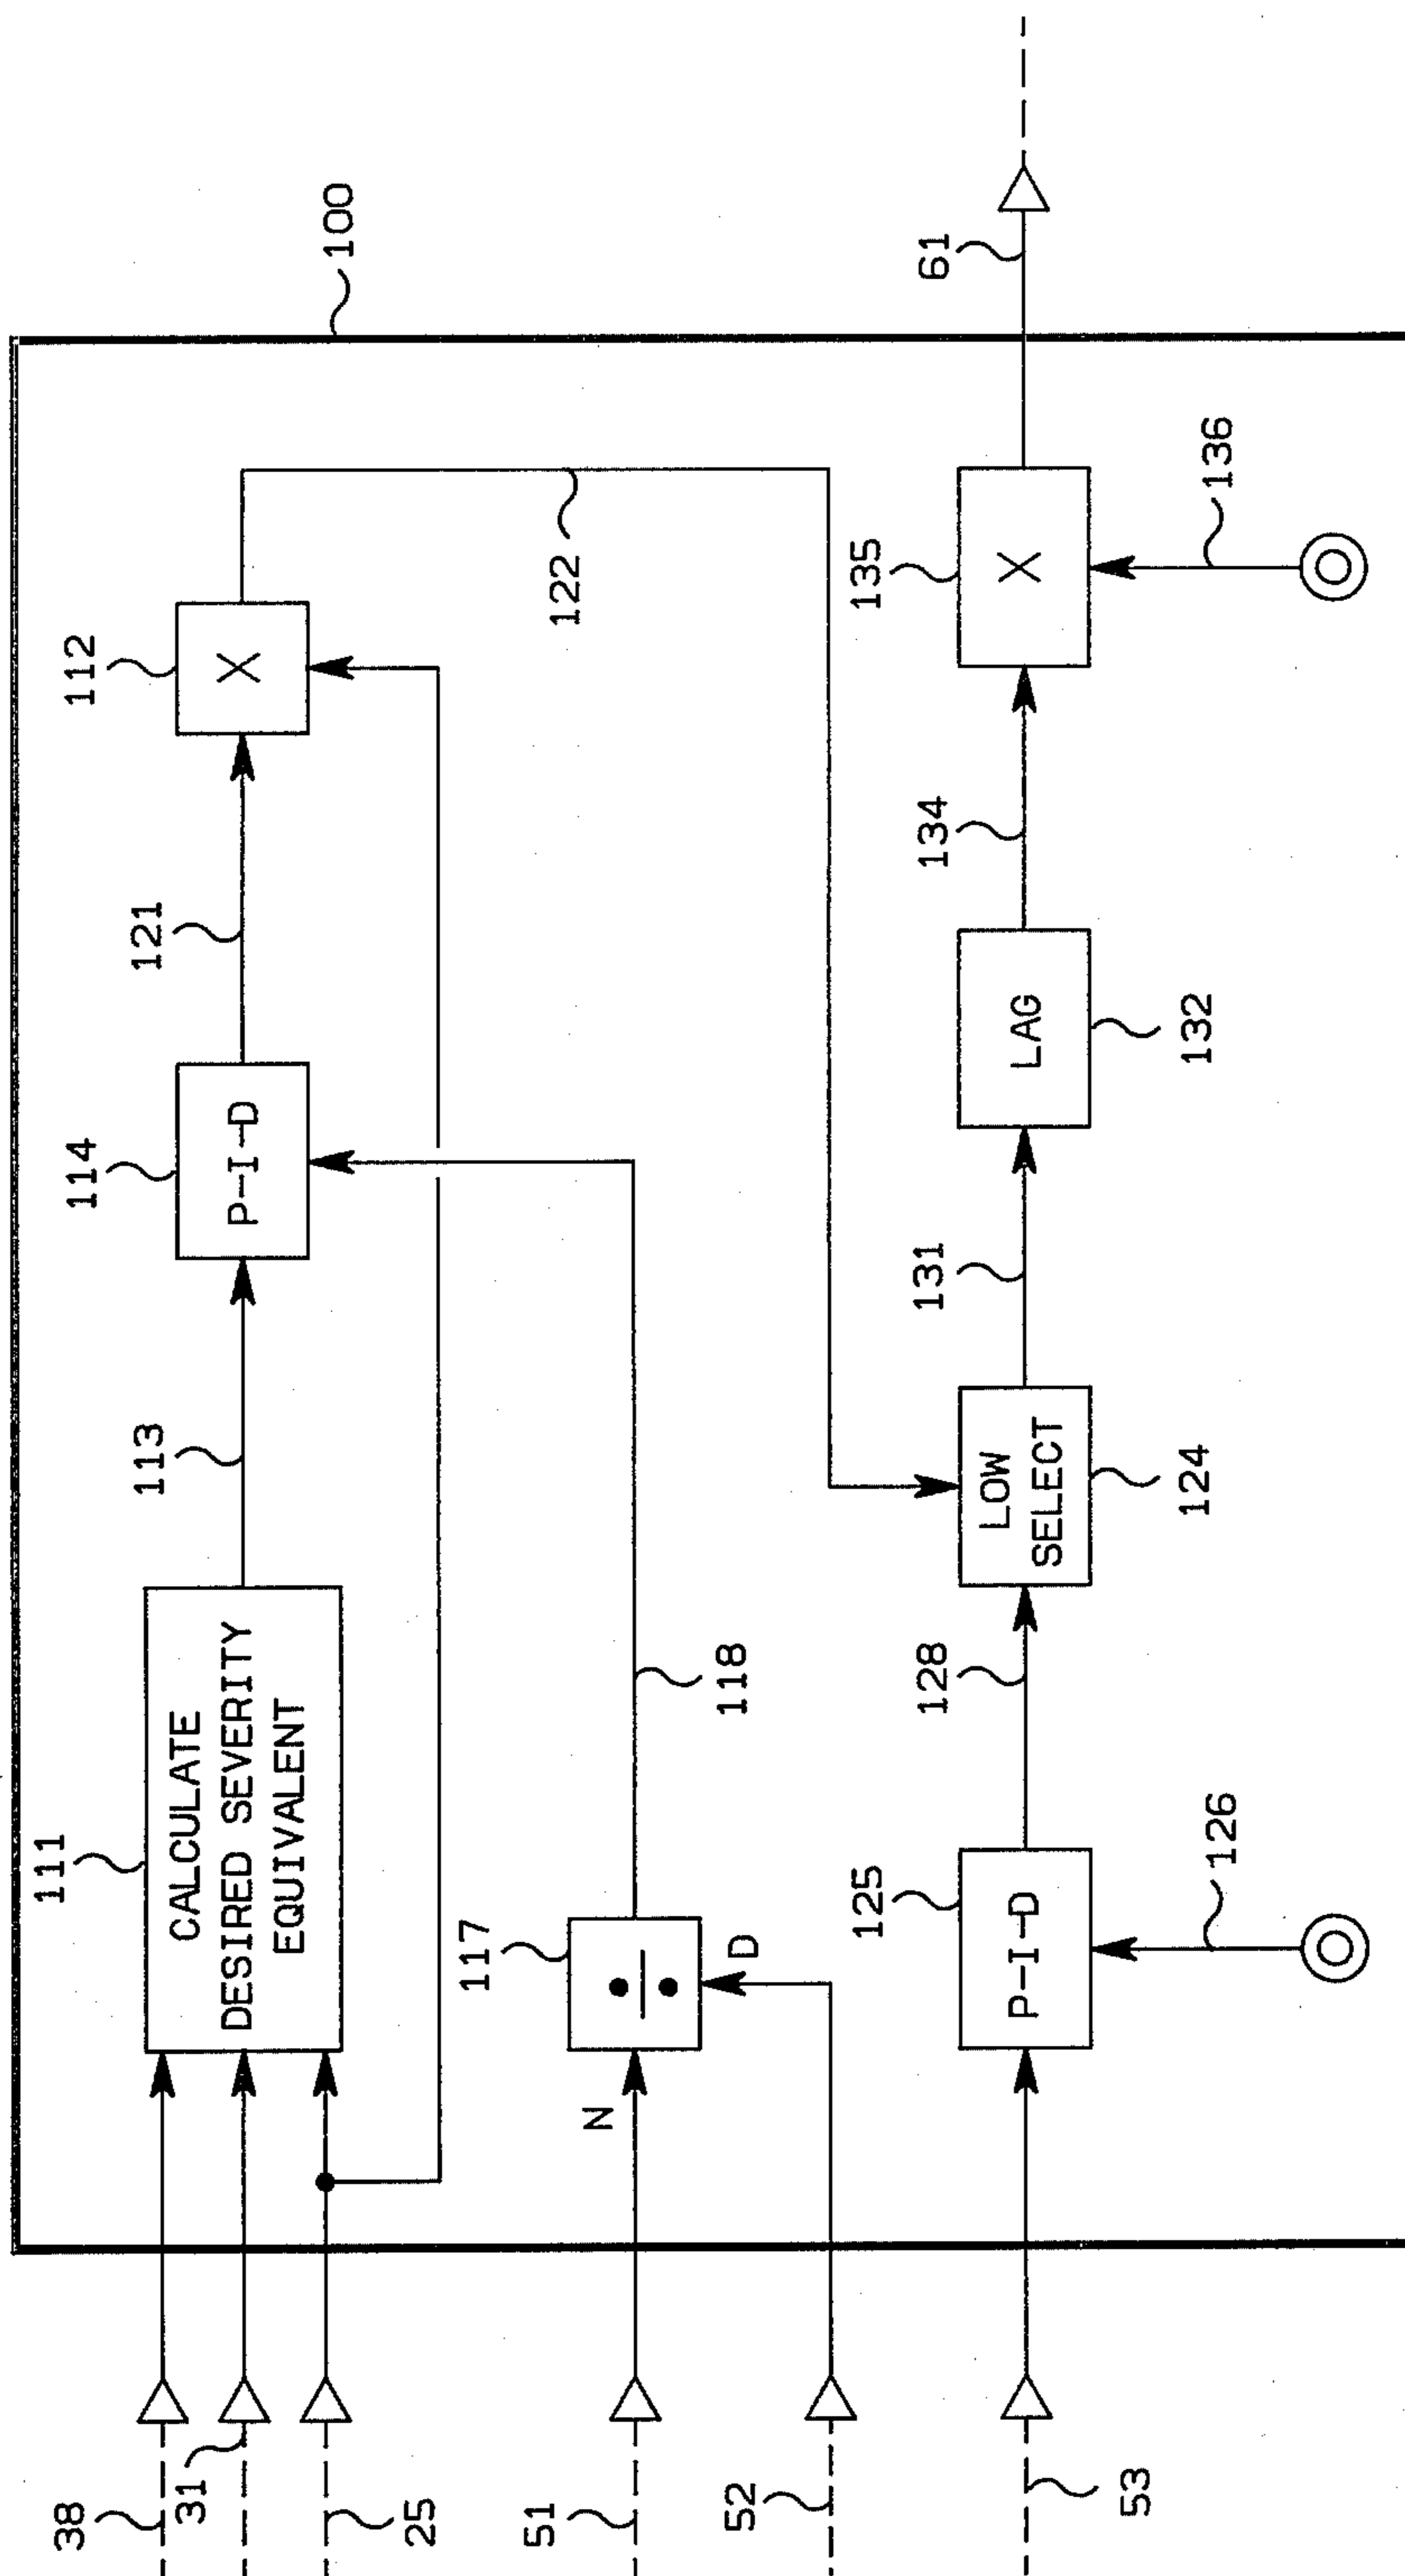 100
38
31
25
111
CALCULATE
DESIRED SEVERITY
EQUIVALENT
113
114
P-I-D
121
112
X
122
51
N
117
÷
52
D
118
53
125
P-I-D
126
128
LOW
SELECT
124
131
LAG
132
134
135
X
136
61